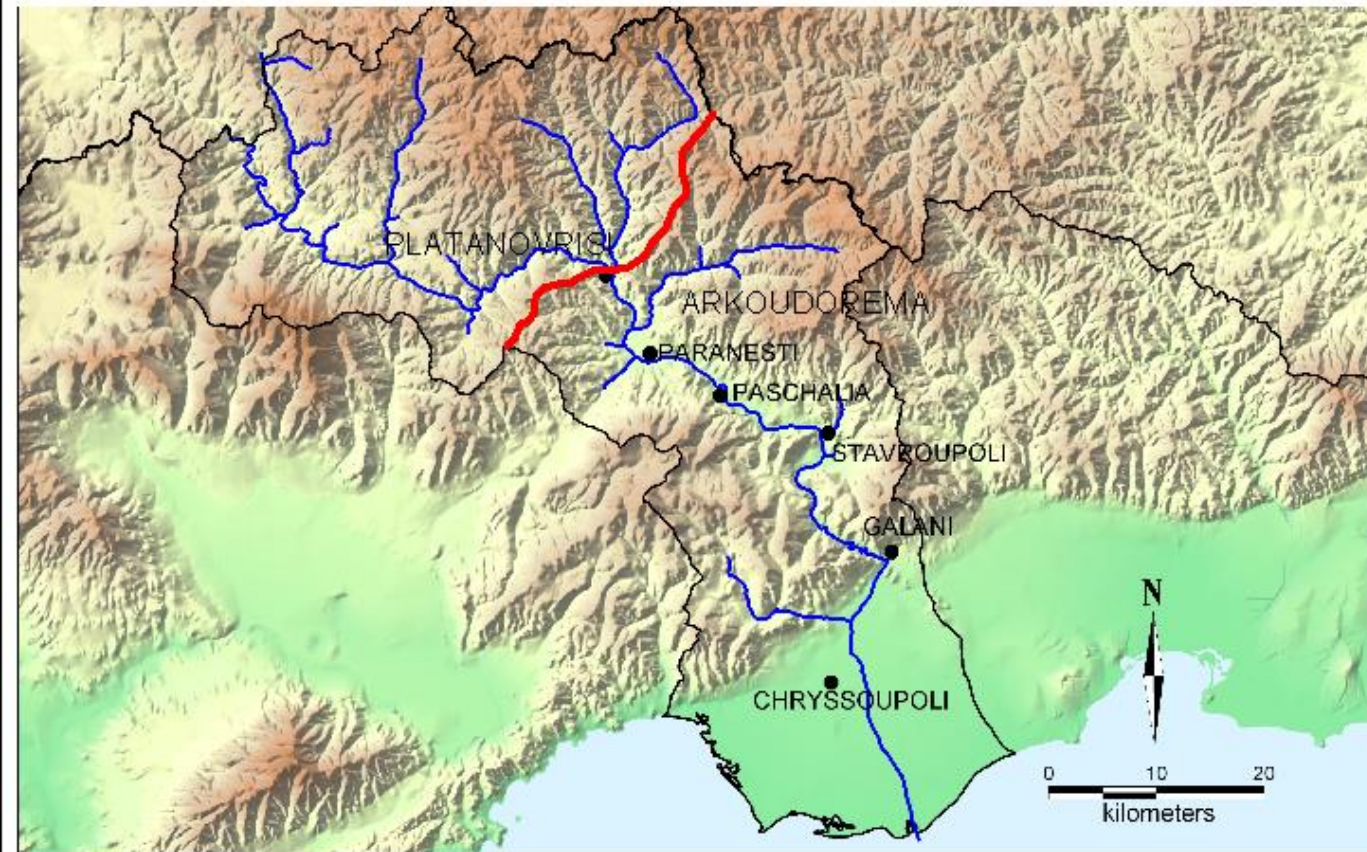 PLATANOVRISI
ARKOUDOREMA
PARANESTI
PASCHALIA
STAVROUPOLI
GALANI
CHRYSSOUPOLI
N
0 10 20
kilometers